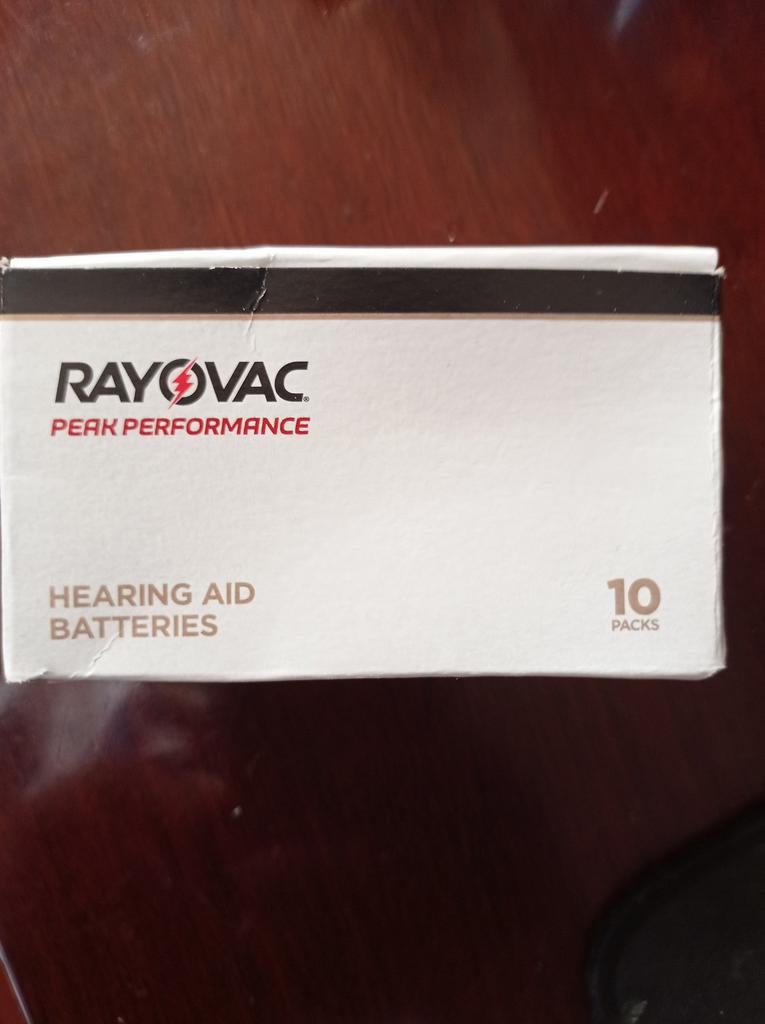 RAYOVAC®
PEAK PERFORMANCE
HEARING AID
BATTERIES
10
PACKS